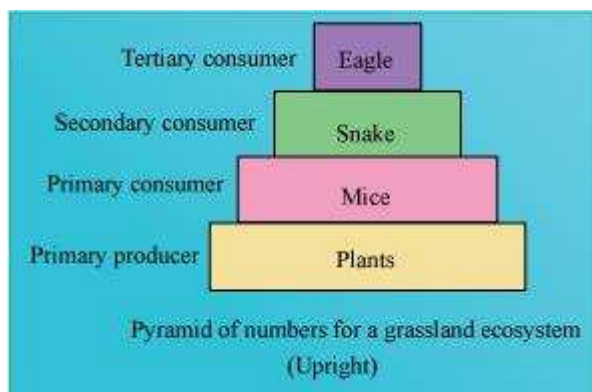 Tertiary consumer Eagle
Secondary consumer Snake
Primary consumer Mice
Primary producer Plants
Pyramid of numbers for a grassland ecosystem
(Upright)